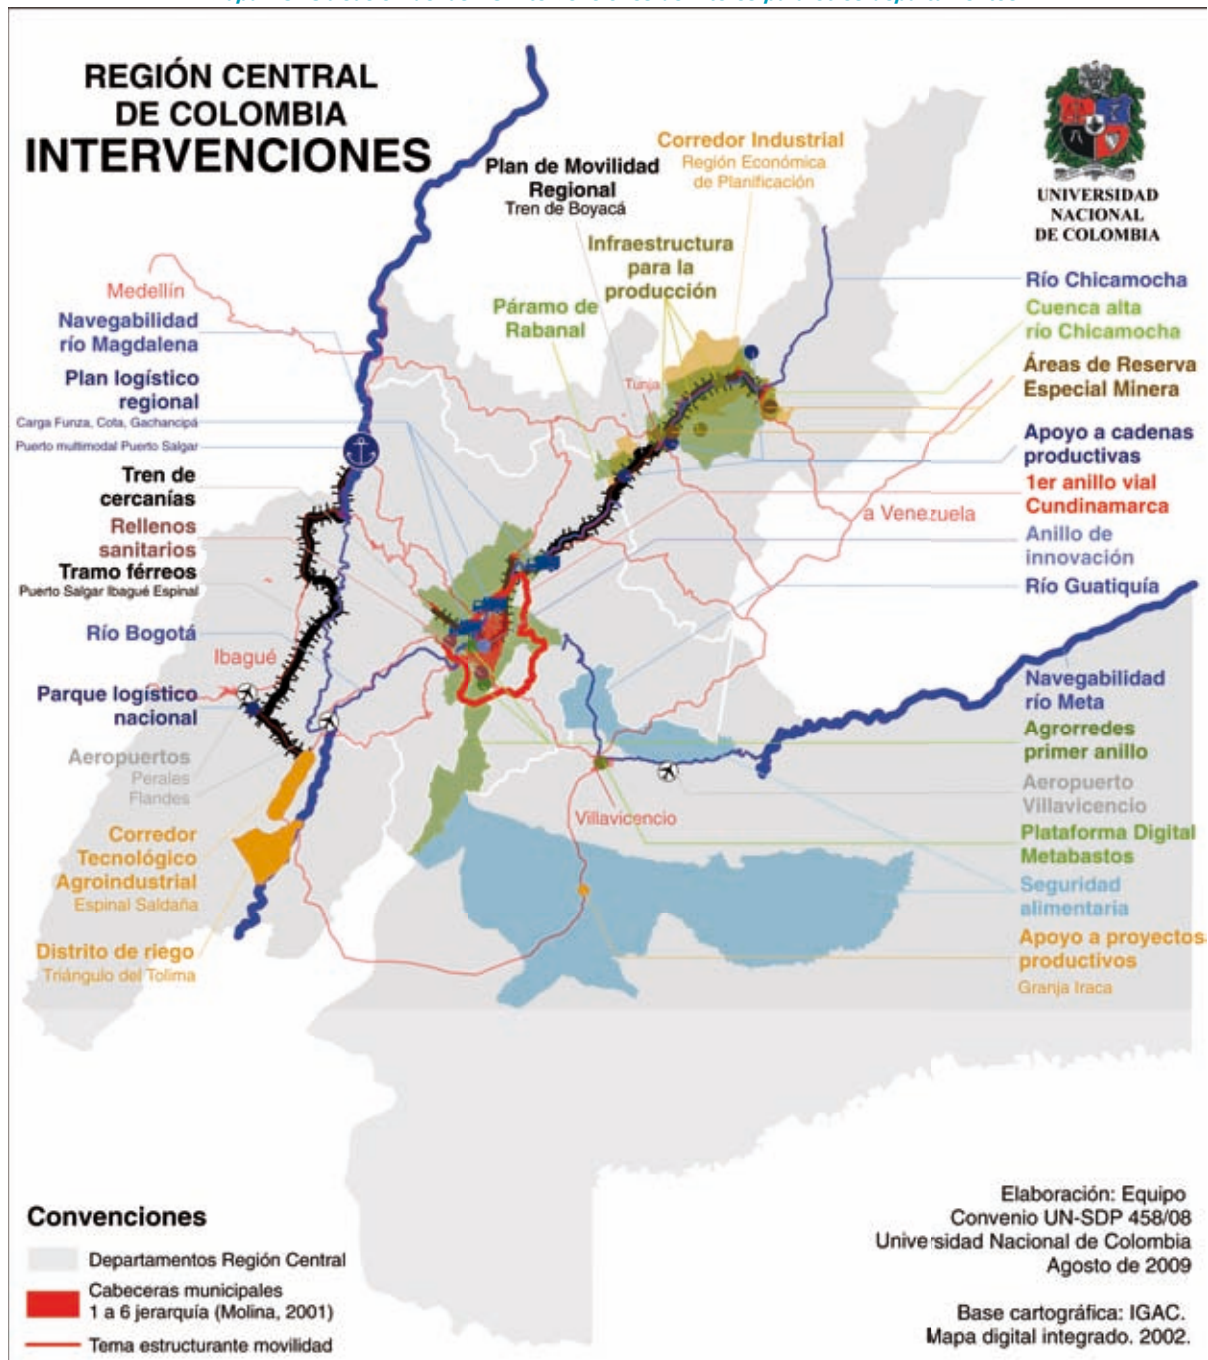 REGIÓN CENTRAL
DE COLOMBIA
INTERVENCIONES
UNIVERSIDAD
NACIONAL
DE COLOMBIA
Plan de Movilidad
Regional
Tren de Boyacá
Corredor Industrial
Región Económica
de Planificación
Infraestructura
para la
producción
Páramo de
Rabanal
Medellín
Navegabilidad
río Magdalena
Plan logístico
regional
Carga Funza, Cota, Gachancipá
Puerto multimodal Puerto Salgar
Tren de
cercanías
Rellenos
sanitarios
Tramo férreos
Puerto Salgar Ibagué Espinal
Río Bogotá
Ibagué
Parque logístico
nacional
Aeropuertos
Perales
Flandes
Corredor
Tecnológico
Agroindustrial
Espinal Saldaña
Distrito de riego
Triángulo del Tolima
Tunja
a Venezuela
Villavicencio
Río Chicamocha
Cuenca alta
río Chicamocha
Áreas de Reserva
Especial Minera
Apoyo a cadenas
productivas
1er anillo vial
Cundinamarca
Anillo de
innovación
Río Guatiquía
Navegabilidad
río Meta
Agrorredes
primer anillo
Aeropuerto
Villavicencio
Plataforma Digital
Metabastos
Seguridad
alimentaria
Apoyo a proyectos
productivos
Granja Iraca
Convenciones
Departamentos Región Central
Cabeceras municipales
1 a 6 jerarquía (Molina, 2001)
Tema estructurante movilidad
Elaboración: Equipo
Convenio UN-SDP 458/08
Universidad Nacional de Colombia
Agosto de 2009
Base cartográfica: IGAC.
Mapa digital integrado. 2002.